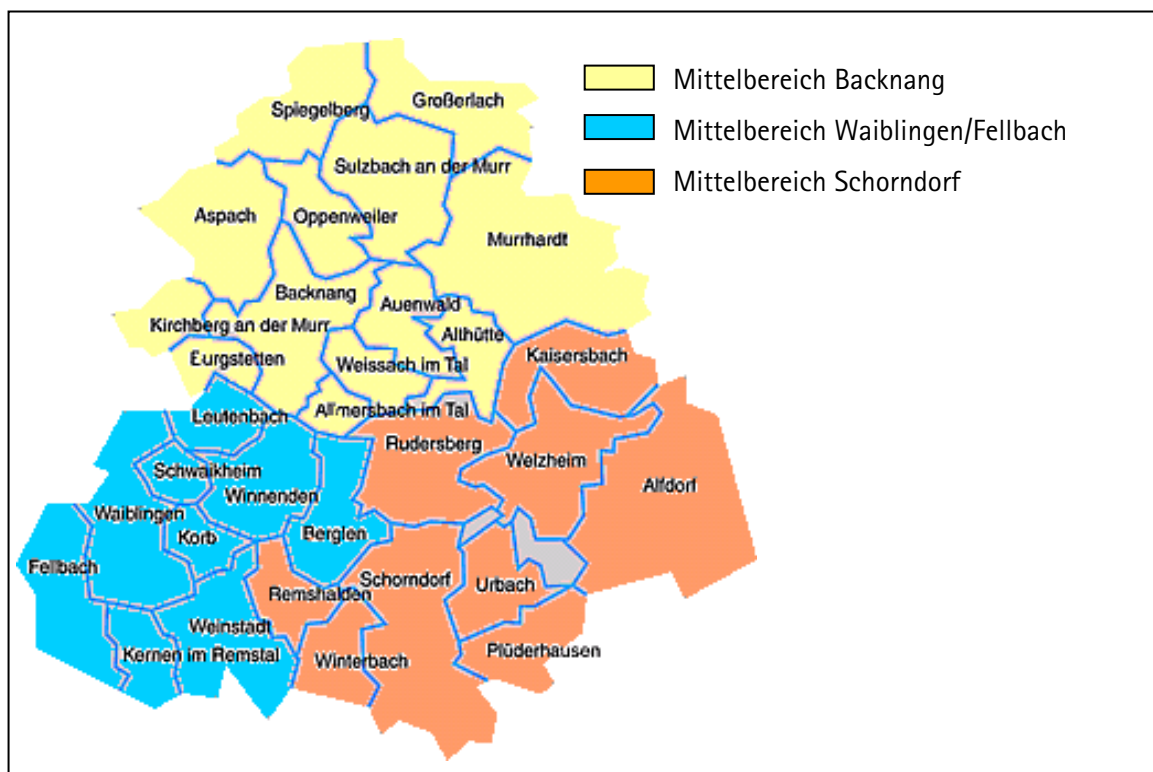 Mittelbereich Backnang
Mittelbereich Waiblingen/Fellbach
Mittelbereich Schorndorf
Großerlach
Spiegelberg
Sulzbach an der Murr
Aspach
Oppenweiler
Murrhardt
Backnang
Auenwald
Kirchberg an der Murr
Althütte
Burgstetten
Weissach im Tal
Kaisersbach
Leutenbach
Allmersbach im Tal
Rudersberg
Schwaikheim
Welzheim
Winnenden
Alfdorf
Waiblingen
Korb
Berglen
Fellbach
Schorndorf
Urbach
Remshalden
Weinstadt
Plüderhausen
Kernen im Remstal
Winterbach